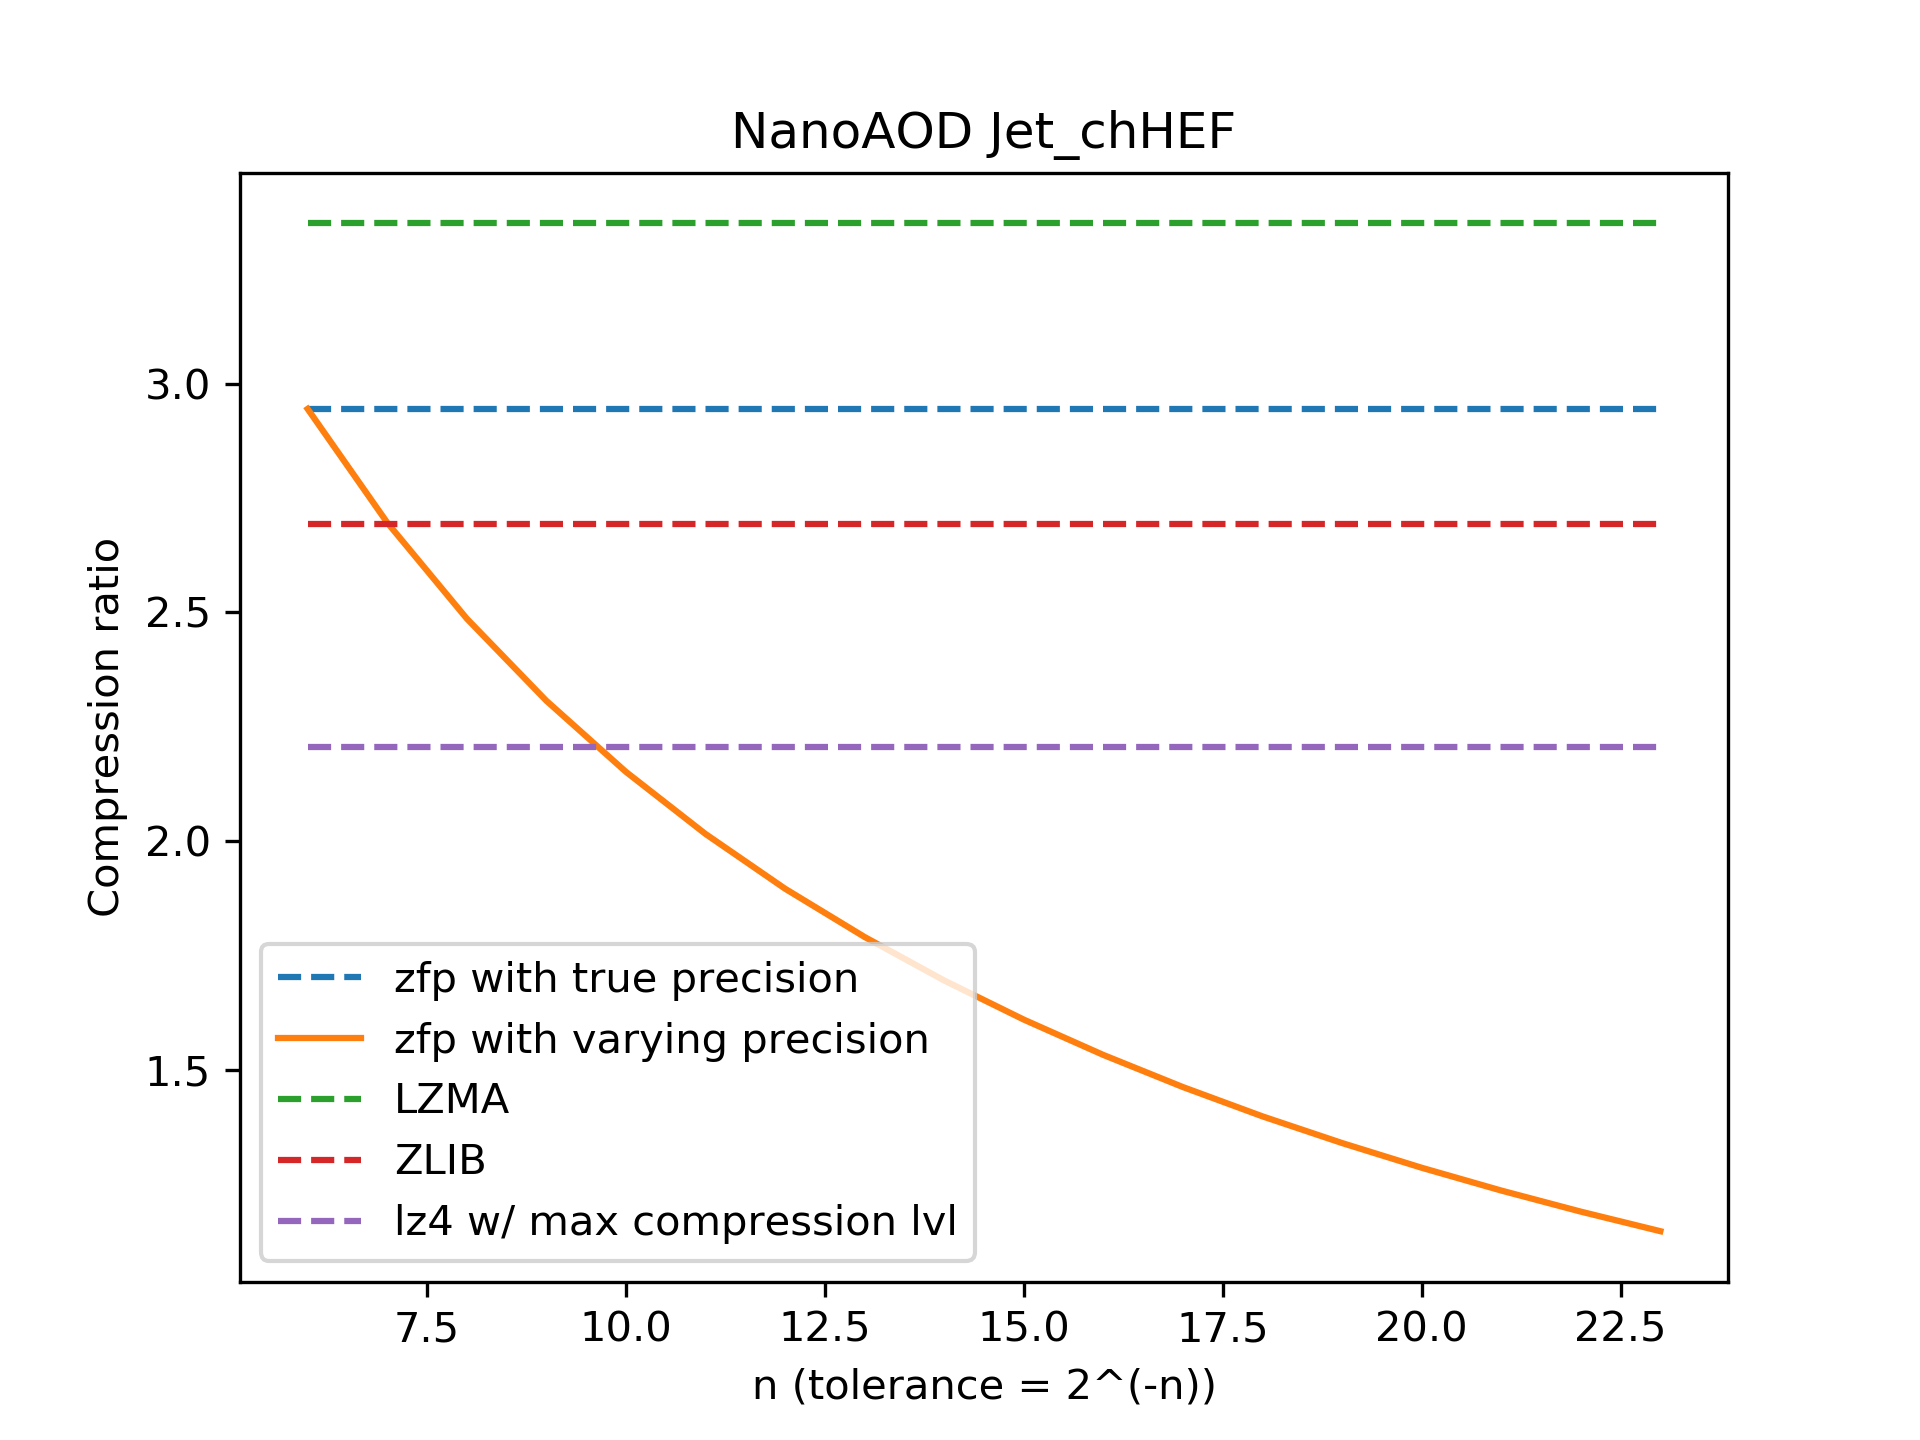 NanoAOD Jet_chHEF
Compression ratio
3.0
2.5
2.0
1.5
zfp with true precision
zfp with varying precision
LZMA
ZLIB
lz4 w/ max compression lvl
7.5 10.0 12.5 15.0 17.5 20.0 22.5
n (tolerance = 2^(-n))